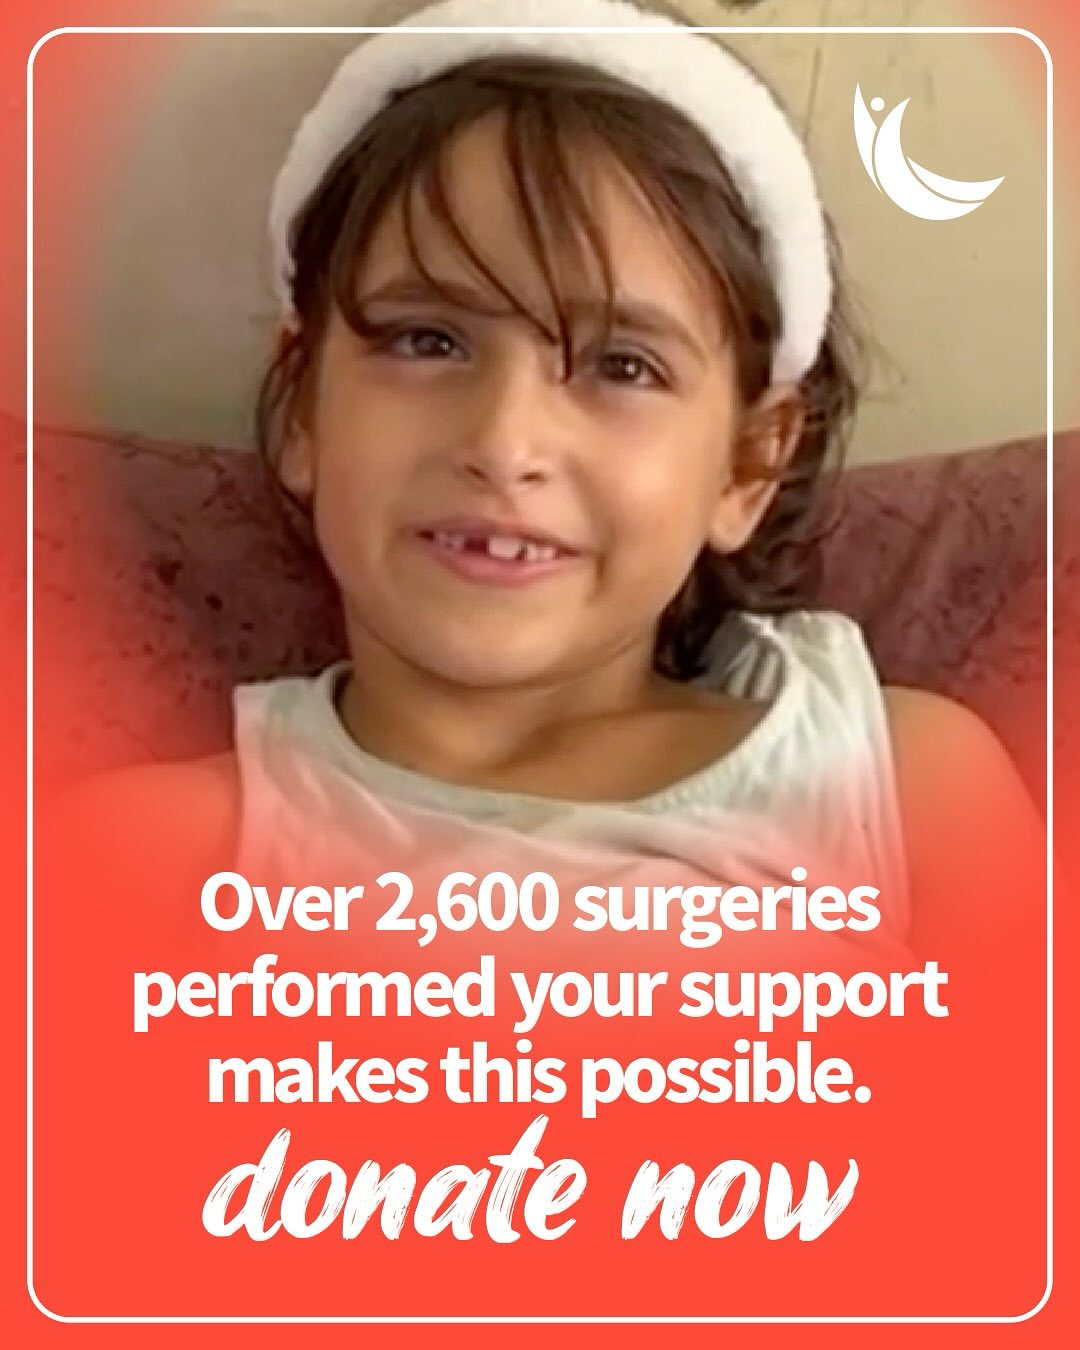 Over 2,600 surgeries
performed your support
makes this possible.
donate now